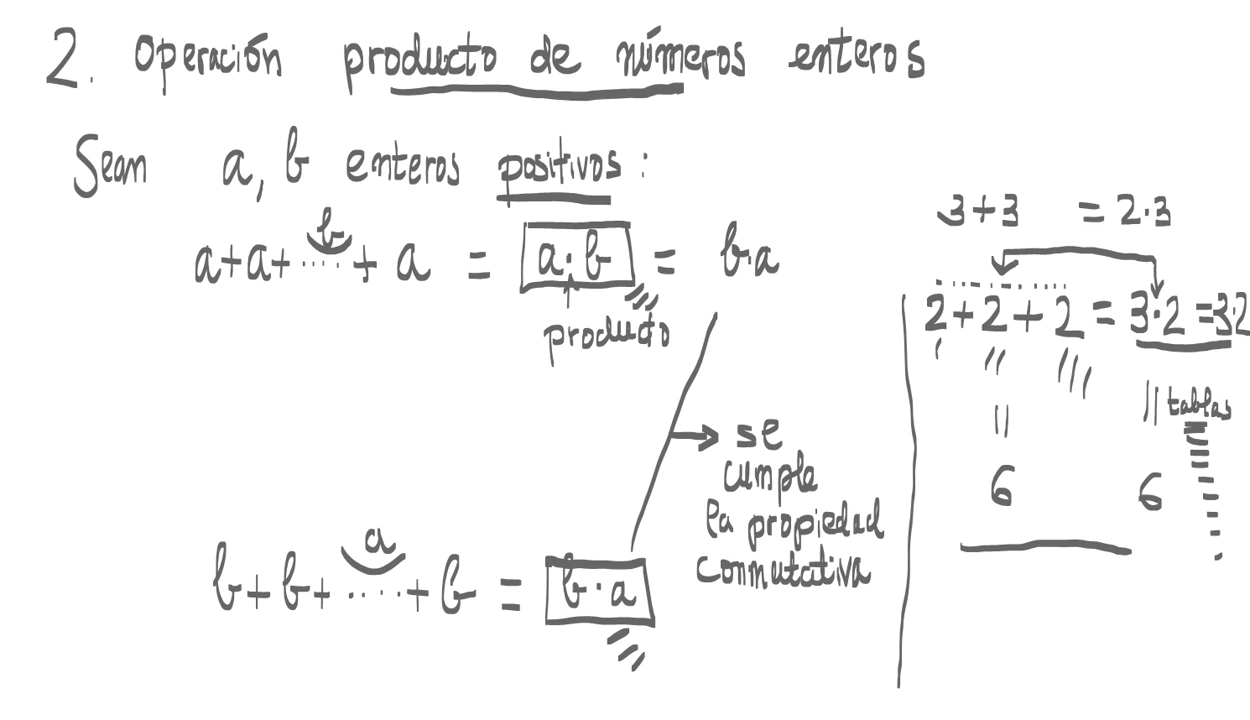 2. Operación producto de números enteros
Sean a, b enteros positivos:
b
a+a+ ..... + a = a·b = b·a
producto
se
cumple
la propiedad
conmutativa
a
b+b+ ..... + b = b·a
3+3 = 2·3
2+2+2 = 3·2 = 3·2
|| || tablas
6 6